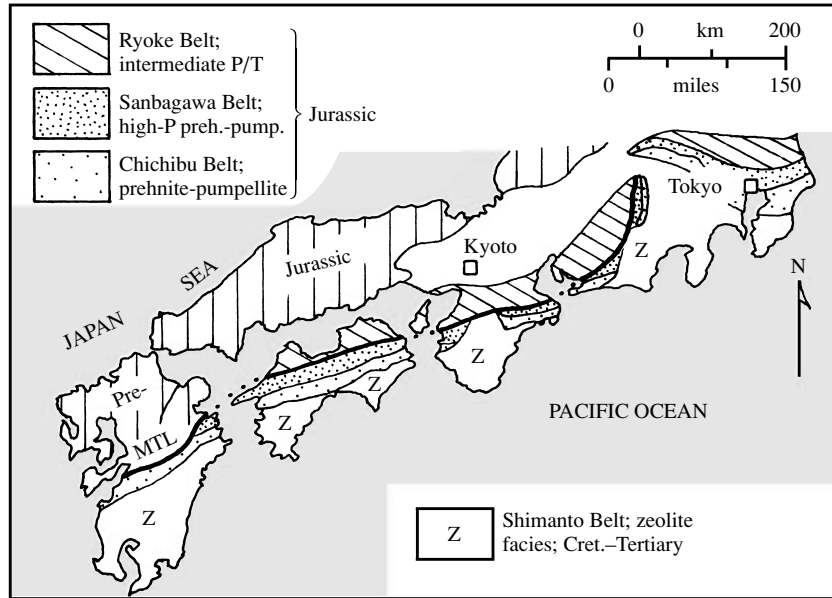 Ryoke Belt;
intermediate P/T
Sanbagawa Belt;
high-P preh.-pump.
Chichibu Belt;
prehnite-pumpellite
Jurassic
0 km 200
0 miles 150
Tokyo
Kyoto
Z
N
SEA
Jurassic
JAPAN
Z
Pre-
Z
Z
PACIFIC OCEAN
MTL
Z
Z
Shimanto Belt; zeolite
facies; Cret.–Tertiary